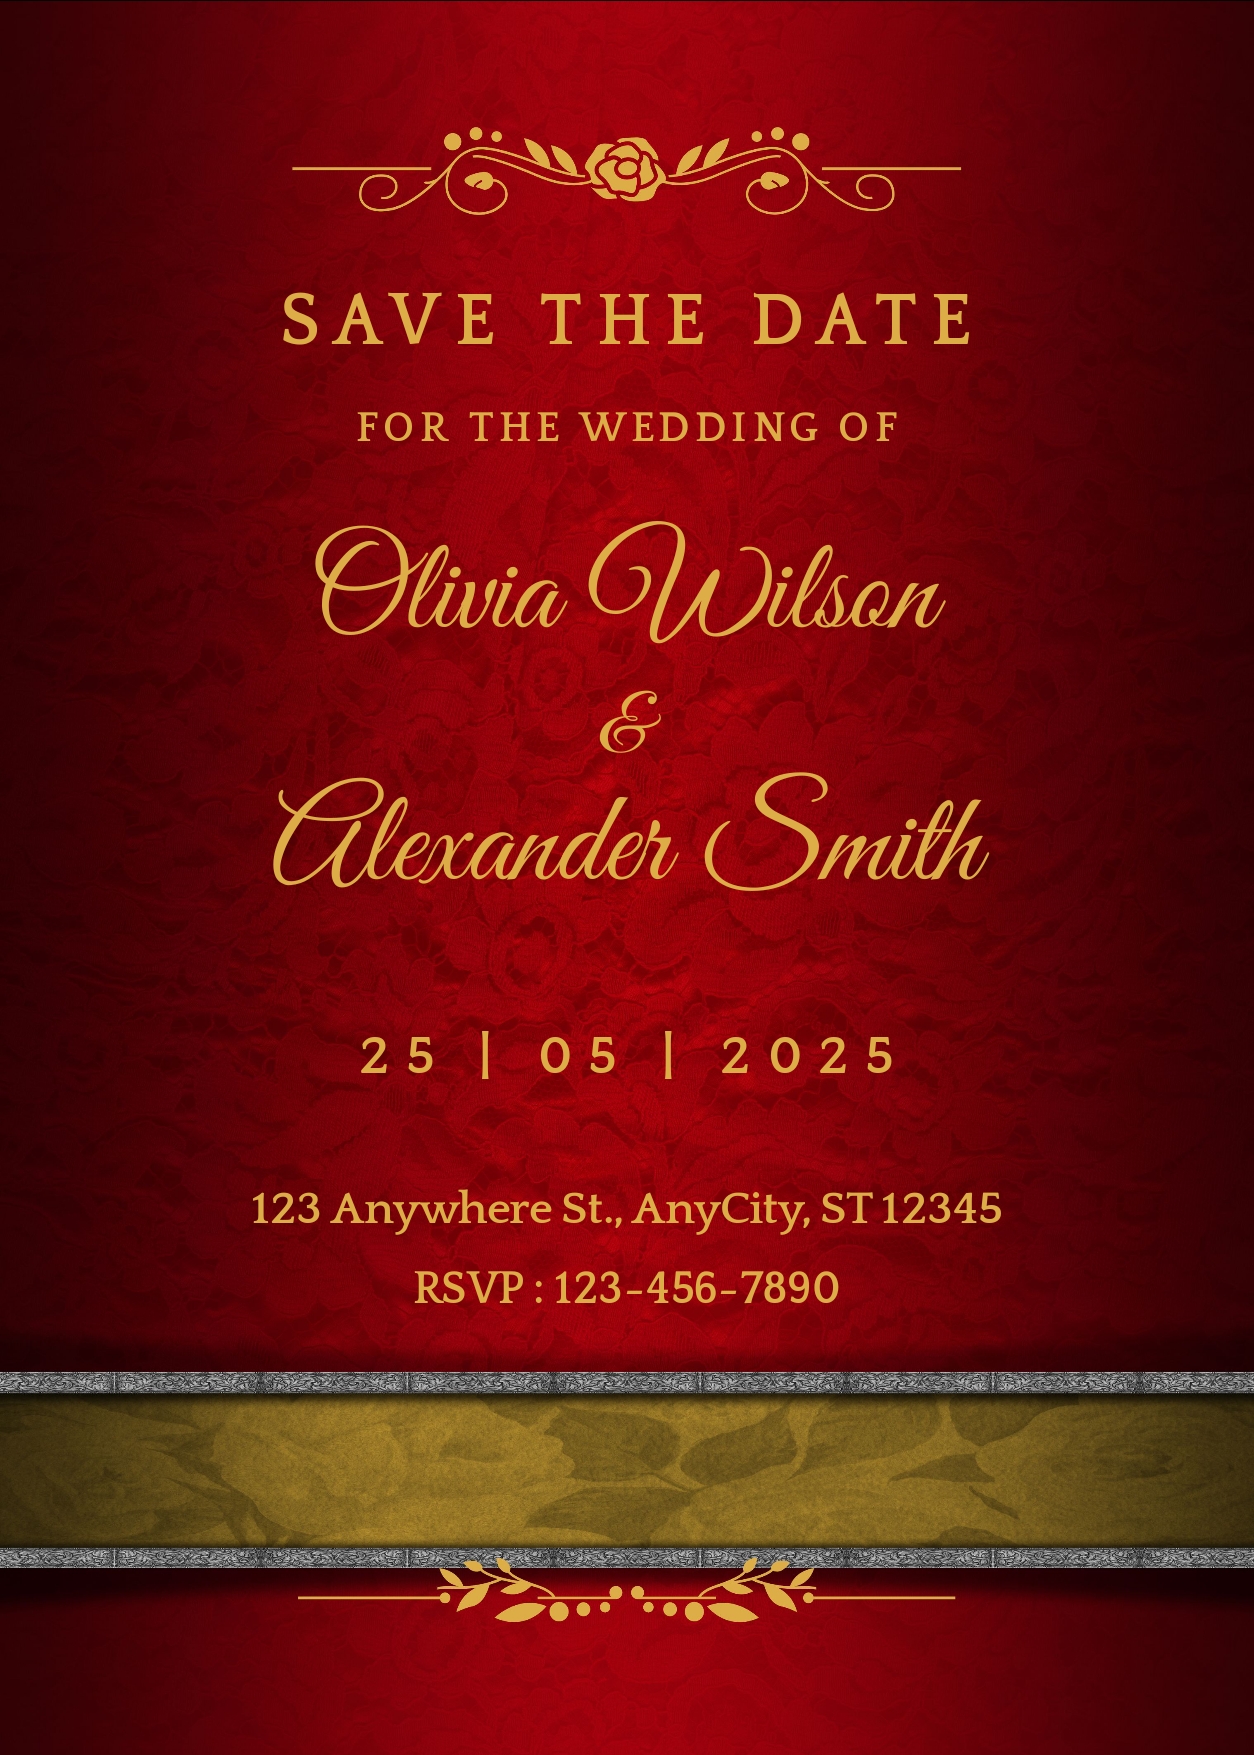 SAVE THE DATE
FOR THE WEDDING OF
Olivia Wilson
&
Alexander Smith
25 | 05 | 2025
123 Anywhere St., AnyCity, ST 12345
RSVP : 123-456-7890